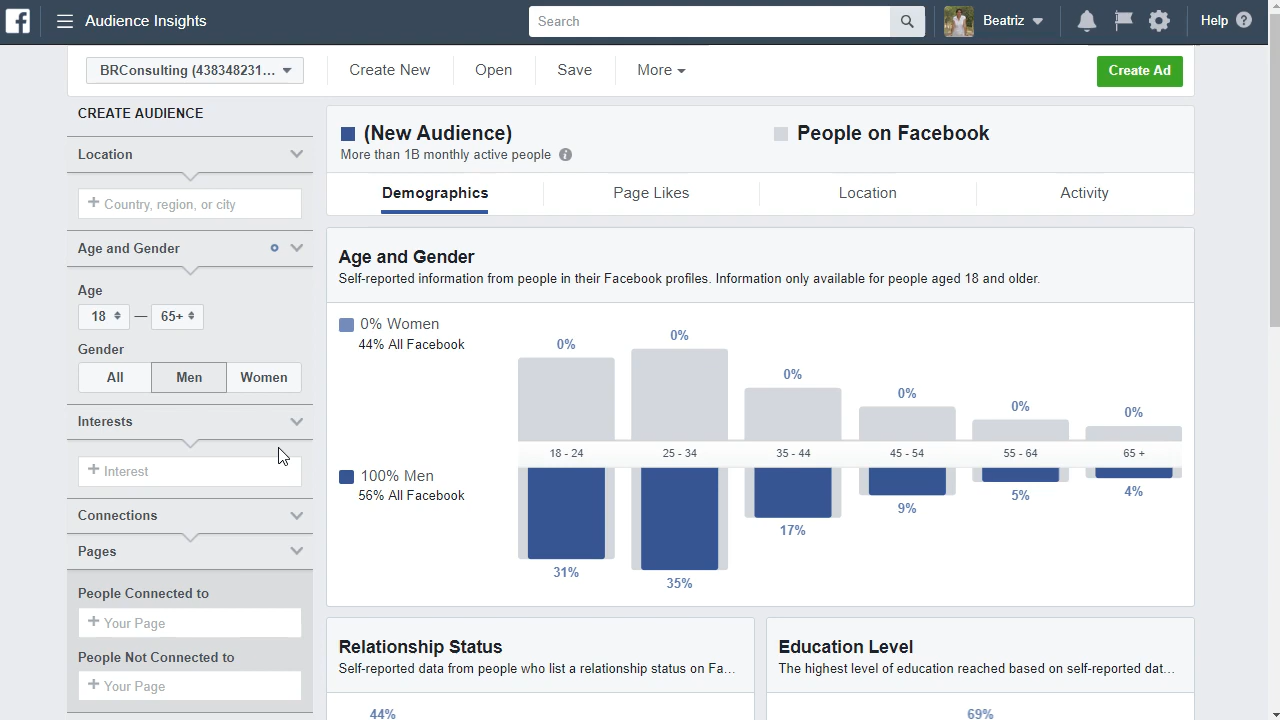 f
Audience Insights
Search
Beatriz
Help ?
BRConsulting (438348231...
Create New
Open
Save
More
Create Ad
CREATE AUDIENCE
Location
+ Country, region, or city
Age and Gender
Age
18 — 65+
Gender
All
Men
Women
Interests
+ Interest
Connections
Pages
People Connected to
+ Your Page
People Not Connected to
+ Your Page
(New Audience)
More than 1B monthly active people i
People on Facebook
Demographics
Page Likes
Location
Activity
Age and Gender
Self-reported information from people in their Facebook profiles. Information only available for people aged 18 and older.
0% Women
44% All Facebook
0% 0% 0% 0% 0% 0%
18 - 24 25 - 34 35 - 44 45 - 54 55 - 64 65 +
100% Men
56% All Facebook
31% 35% 17% 9% 5% 4%
Relationship Status
Self-reported data from people who list a relationship status on Fa...
44%
Education Level
The highest level of education reached based on self-reported dat...
69%